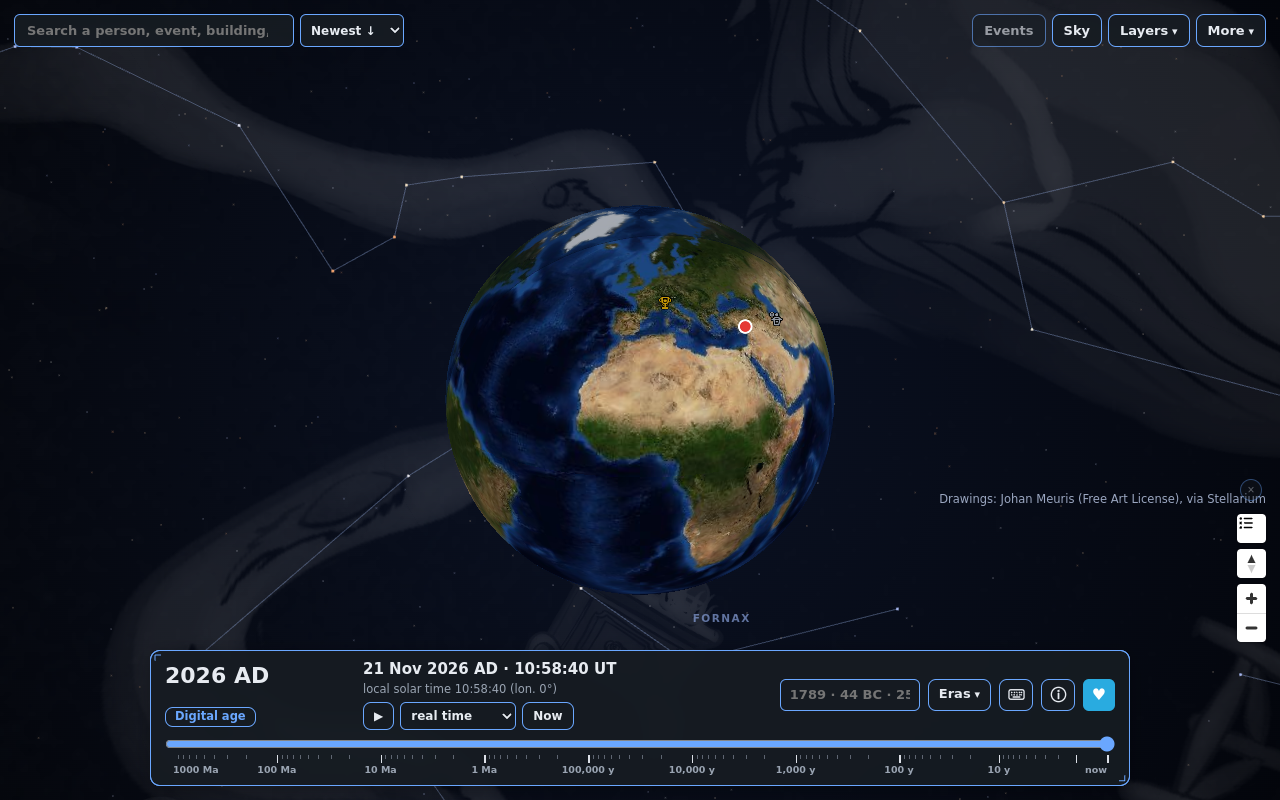 Search a person, event, building,
Newest ↓
Events
Sky
Layers ▾
More ▾
Drawings: Johan Meuris (Free Art License), via Stellarium
FORNAX
2026 AD
Digital age
21 Nov 2026 AD · 10:58:40 UT
local solar time 10:58:40 (lon. 0°)
real time
Now
1789 · 44 BC · 25
Eras ▾
1000 Ma
100 Ma
10 Ma
1 Ma
100,000 y
10,000 y
1,000 y
100 y
10 y
now